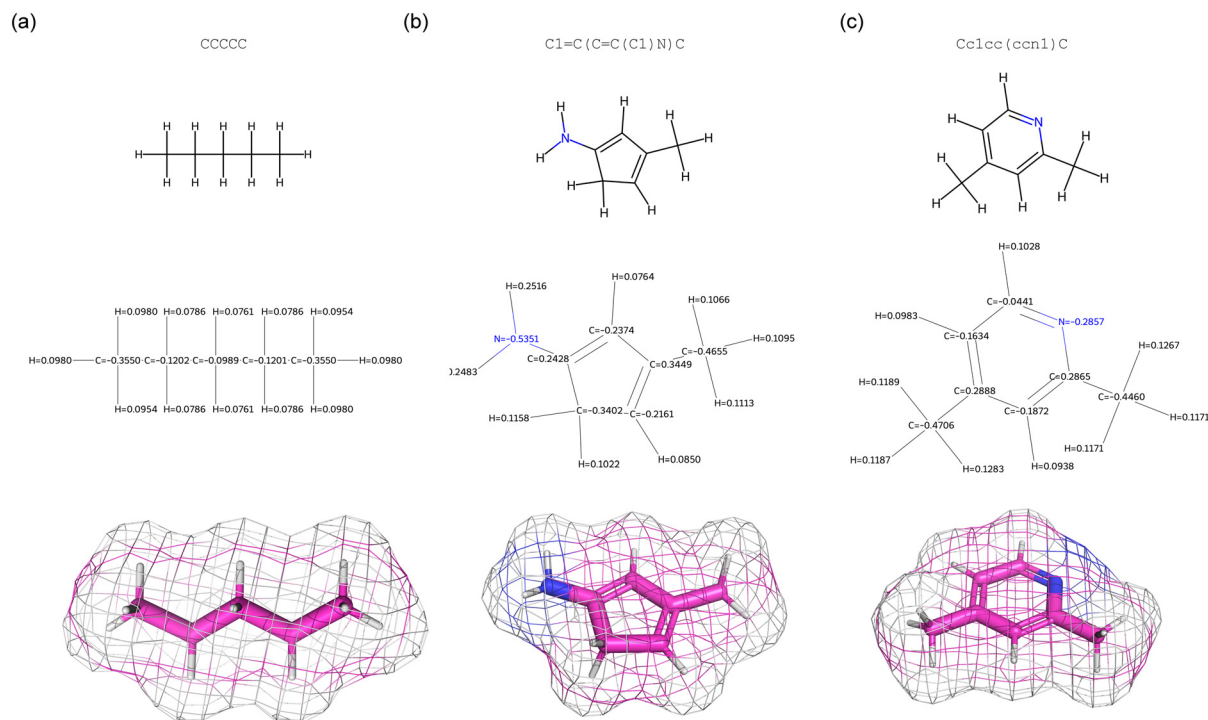 (a)
(b)
(c)
CCCCC
C1=C(C=C(C1)N)C
Cc1cc(ccn1)C
H H H H H
H H
H H H H H
H
H
N
H
H
H
H
H
H
H
H
H
N
H
H
H
H
H
H
H
H
H=0.0980 H=0.0786 H=0.0761 H=0.0786 H=0.0954
H=0.0980 C=-0.3550 C=-0.1202 C=-0.0989 C=-0.1201 C=-0.3550 H=0.0980
H=0.0954 H=0.0786 H=0.0761 H=0.0786 H=0.0980
H=0.0764
H=0.2516
H=0.1066
C=-0.2374
N=-0.5351
H=0.1095
C=-0.4655
C=0.2428
C=0.3449
0.2483
H=0.1113
C=-0.3402
C=-0.2161
H=0.1158
H=0.0850
H=0.1022
H=0.1028
C=-0.0441
H=0.0983
N=-0.2857
C=-0.1634
H=0.1267
C=0.2865
H=0.1189
C=0.2888
C=-0.4460
C=-0.1872
H=0.1171
C=-0.4706
H=0.1171
H=0.1187
H=0.0938
H=0.1283